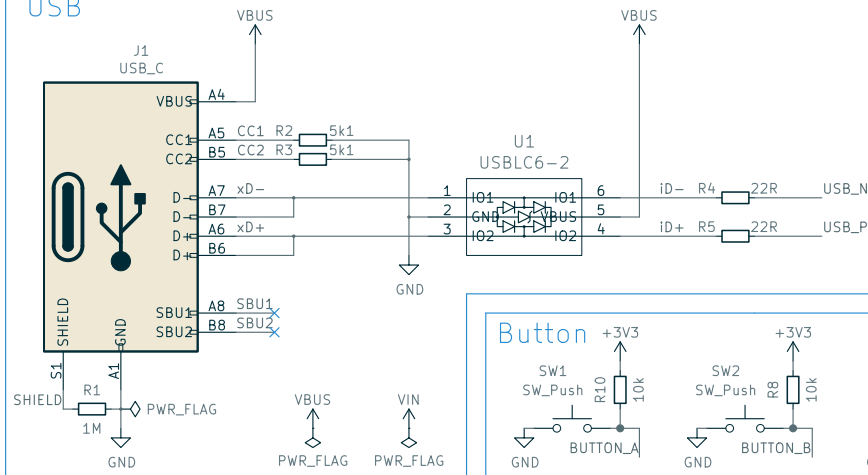 USB
VBUS
VBUS
J1
USB_C
VBUS A4
CC1 A5 CC1 R2 5k1
CC2 B5 CC2 R3 5k1
U1
USBLC6-2
D- A7 xD-
D- B7
D+ A6 xD+
D+ B6
1 IO1 IO1 6
2 GND VBUS 5
3 IO2 IO2 4
iD- R4 22R USB_N
iD+ R5 22R USB_P
GND
SBU1 A8 SBU1
SBU2 B8 SBU2
SHIELD
GND
S1
A1
SHIELD R1
1M
PWR_FLAG
GND
VBUS
PWR_FLAG
VIN
PWR_FLAG
Button
+3V3
SW1
SW_Push
R10
10k
GND
BUTTON_A
+3V3
SW2
SW_Push
R8
10k
GND
BUTTON_B